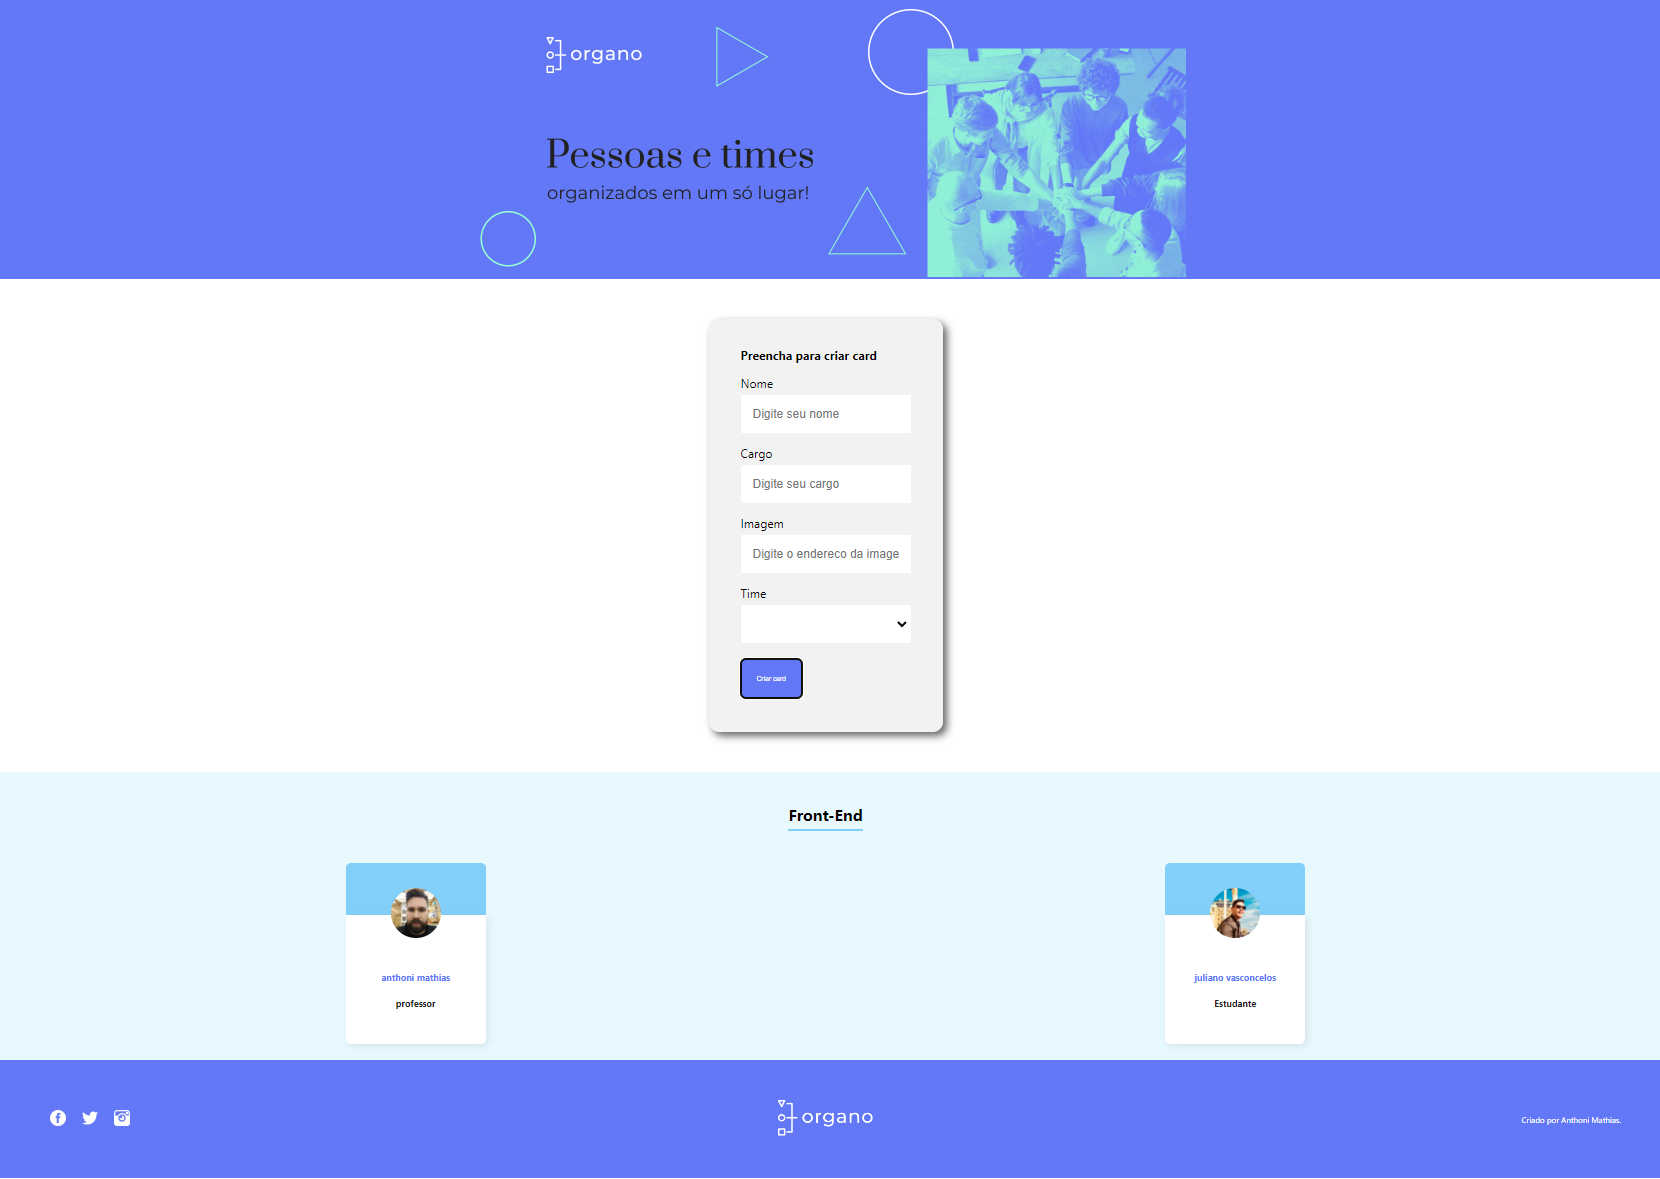 organo
Pessoas e times
organizados em um só lugar!
Preencha para criar card
Nome
Digite seu nome
Cargo
Digite seu cargo
Imagem
Digite o endereco da image
Time
Criar card
Front-End
anthoni mathias
professor
juliano vasconcelos
Estudante
organo
Criado por Anthoni Mathias.